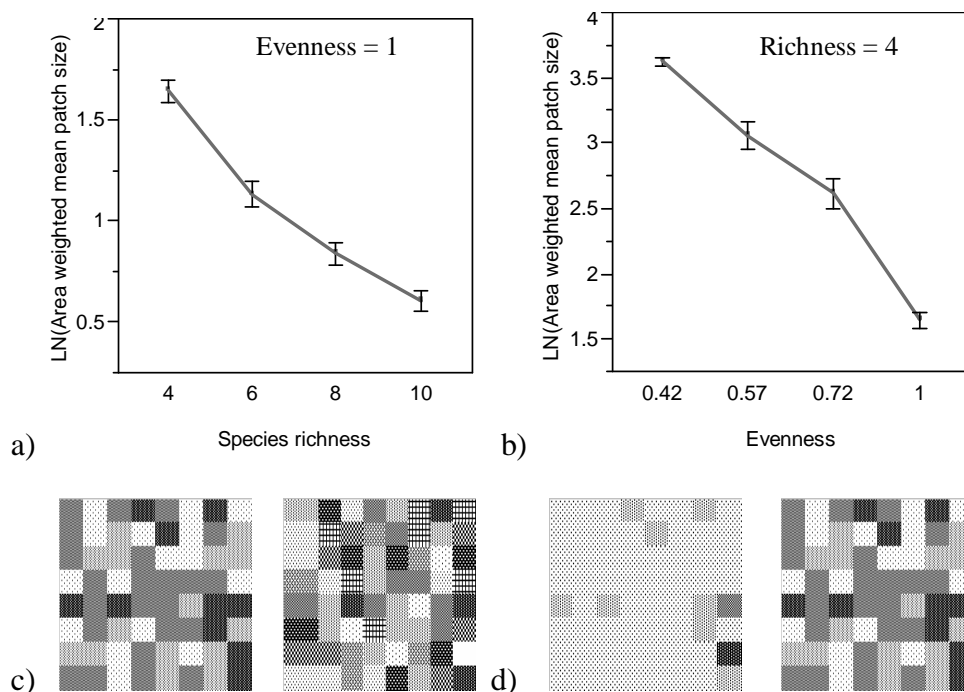 2
1.5
1
0.5
LN(Area weighted mean patch size)
Evenness = 1
4 6 8 10
Species richness
a)
4
3.5
3
2.5
2
1.5
LN(Area weighted mean patch size)
Richness = 4
0.42 0.57 0.72 1
Evenness
b)
c)
d)